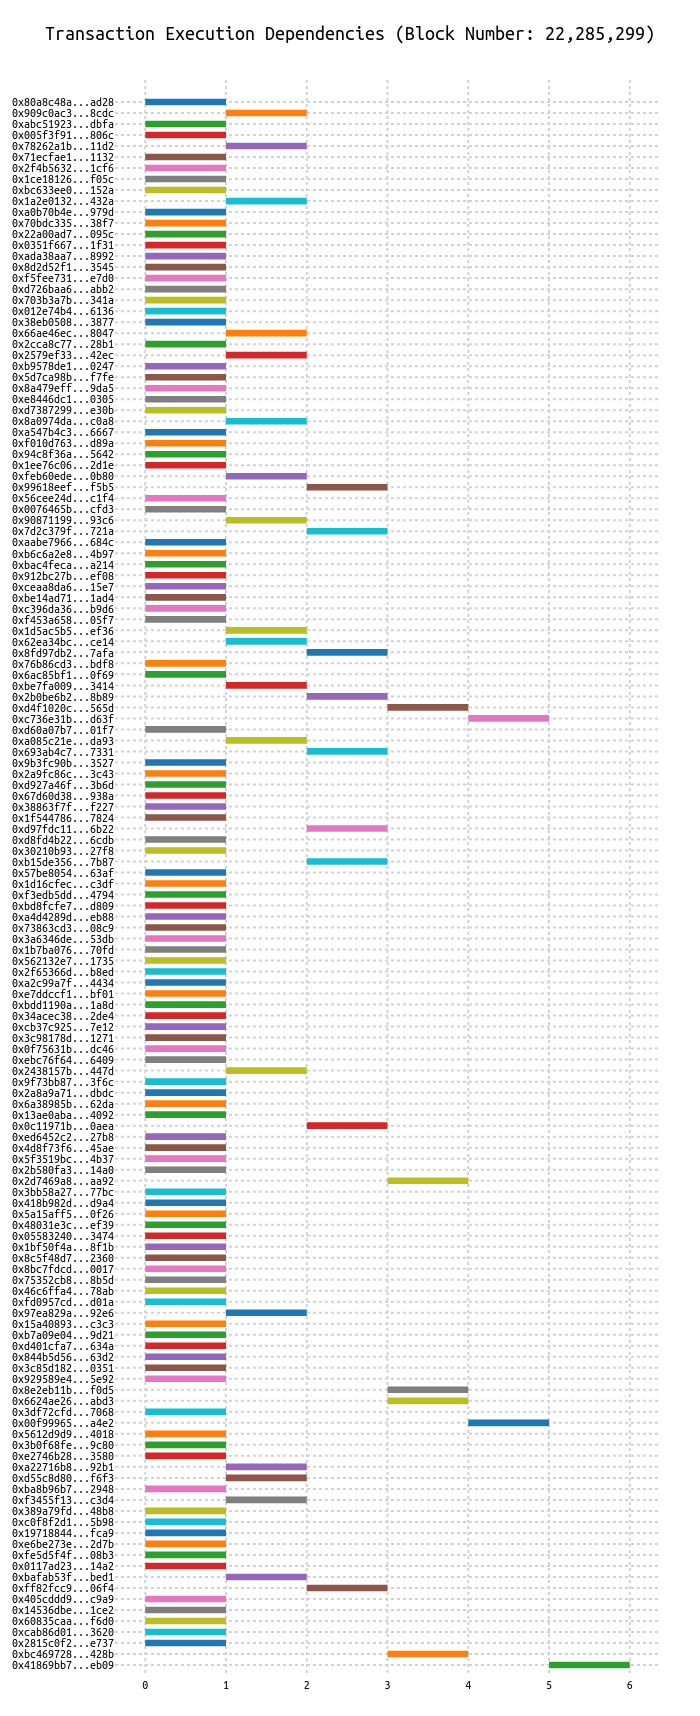 Transaction Execution Dependencies (Block Number: 22,285,299)
0x80a8c48a...ad28
0x909c0ac3...8cdc
0xabc51923...dbfa
0x005f3f91...806c
0x78262a1b...11d2
0x71ecfae1...1132
0x2f4b5632...1cf6
0x1ce18126...f05c
0xbc633ee0...152a
0x1a2e0132...432a
0xa0b70b4e...979d
0x70bdc335...38f7
0x22a00ad7...095c
0x0351f667...1f31
0xada38aa7...8992
0x8d2d52f1...3545
0xf5fee731...e7d0
0xd726baa6...abb2
0x703b3a7b...341a
0x012e74b4...6136
0x38eb0508...3877
0x66ae46ec...8047
0x2cca8c77...28b1
0x2579ef33...42ec
0xb9578de1...0247
0x5d7ca98b...f7fe
0x8a479eff...9da5
0xe8446dc1...0305
0xd7387299...e30b
0x8a0974da...c0a8
0xa547b4c3...6667
0xf010d763...d89a
0x94c8f36a...5642
0x1ee76c06...2d1e
0xfeb60ede...0b80
0x99618eef...f5b5
0x56cee24d...c1f4
0x0076465b...cfd3
0x90871199...93c6
0x7d2c379f...721a
0xaabe7966...684c
0xb6c6a2e8...4b97
0xbac4feca...a214
0x912bc27b...ef08
0xceaa8da6...15e7
0xbe14ad71...1ad4
0xc396da36...b9d6
0xf453a658...05f7
0x1d5ac5b5...ef36
0x62ea34bc...ce14
0x8fd97db2...7afa
0x76b86cd3...bdf8
0x6ac85bf1...0f69
0xbe7fa009...3414
0x2b0be6b2...8b89
0xd4f1020c...565d
0xc736e31b...d63f
0xd60a07b7...01f7
0xa085c21e...da93
0x693ab4c7...7331
0x9b3fc90b...3527
0x2a9fc86c...3c43
0xd927a46f...3b6d
0x67d60d38...938a
0x38863f7f...f227
0x1f544786...7824
0xd97fdc11...6b22
0xd8fd4b22...6cdb
0x30210b93...27f8
0xb15de356...7b87
0x57be8054...63af
0x1d16cfec...c3df
0xf3edb5dd...4794
0xbd8fcfe7...d809
0xa4d4289d...eb88
0x73863cd3...08c9
0x3a6346de...53db
0x1b7ba076...70fd
0x562132e7...1735
0x2f65366d...b8ed
0xa2c99a7f...4434
0xe7ddccf1...bf01
0xbdd1190a...1a8d
0x34acec38...2de4
0xcb37c925...7e12
0x3c98178d...1271
0x0f75631b...dc46
0xebc76f64...6409
0x2438157b...447d
0x9f73bb87...3f6c
0x2a8a9a71...dbdc
0x6a38985b...62da
0x13ae0aba...4092
0x0c11971b...0aea
0xed6452c2...27b8
0x4d8f73f6...45ae
0x5f3519bc...4b37
0x2b580fa3...14a0
0x2d7469a8...aa92
0x3bb58a27...77bc
0x418b982d...d9a4
0x5a15aff5...0f26
0x48031e3c...ef39
0x05583240...3474
0x1bf50f4a...8f1b
0x8c5f48d7...2360
0x8bc7fdcd...0017
0x75352cb8...8b5d
0x46c6ffa4...78ab
0xfd0957cd...d01a
0x97ea829a...92e6
0x15a40893...c3c3
0xb7a09e04...9d21
0xd401cfa7...634a
0x844b5d56...63d2
0x3c85d182...0351
0x929589e4...5e92
0x8e2eb11b...f0d5
0x6624ae26...abd3
0x3df72cfd...7068
0x00f99965...a4e2
0x5612d9d9...4018
0x3b0f68fe...9c80
0xe2746b28...3580
0xa22716b8...92b1
0xd55c8d80...f6f3
0xba8b96b7...2948
0xf3455f13...c3d4
0x389a79fd...48b8
0xc0f8f2d1...5b98
0x19718844...fca9
0xe6be273e...2d7b
0xfe5d5f4f...08b3
0x0117ad23...14a2
0xbafab53f...bed1
0xff82fcc9...06f4
0x405cddd9...c9a9
0x14536dbe...1ce2
0x60835caa...f6d0
0xcab86d01...3620
0x2815c0f2...e737
0xbc469728...428b
0x41869bb7...eb09
0 1 2 3 4 5 6